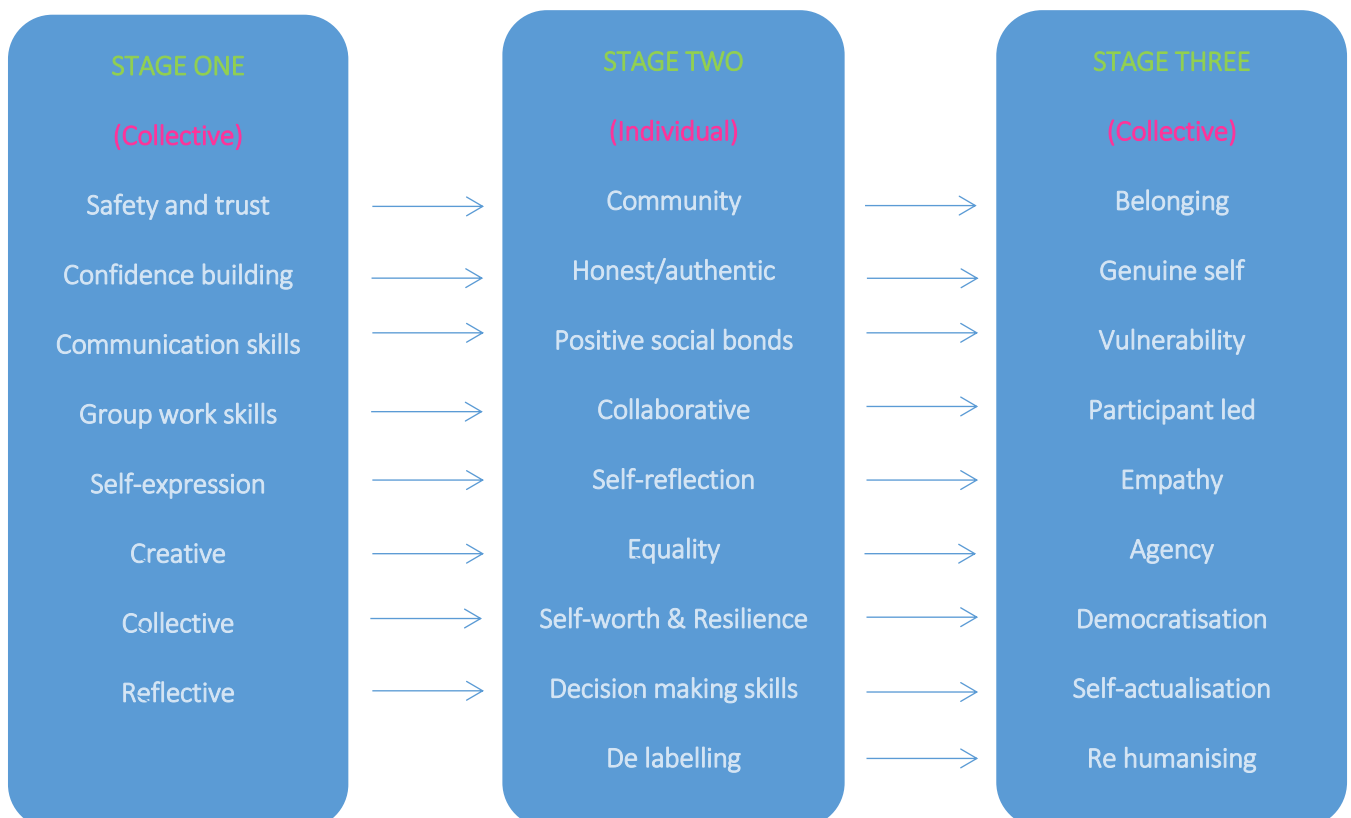 STAGE ONE
(Collective)
Safety and trust
Confidence building
Communication skills
Group work skills
Self-expression
Creative
Collective
Reflective
STAGE TWO
(Individual)
Community
Honest/authentic
Positive social bonds
Collaborative
Self-reflection
Equality
Self-worth & Resilience
Decision making skills
De labelling
STAGE THREE
(Collective)
Belonging
Genuine self
Vulnerability
Participant led
Empathy
Agency
Democratisation
Self-actualisation
Re humanising